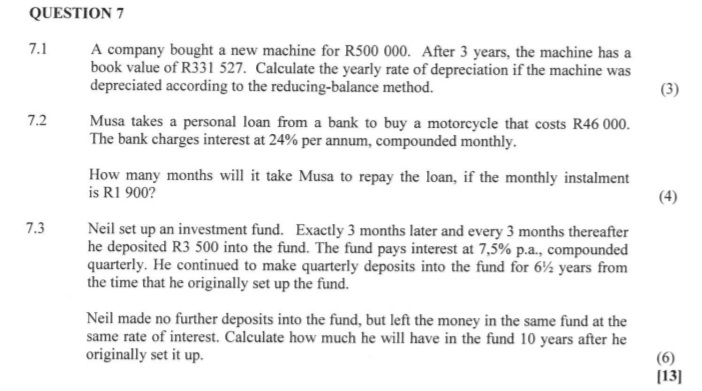 QUESTION 7
7.1 A company bought a new machine for R500 000. After 3 years, the machine has a
book value of R331 527. Calculate the yearly rate of depreciation if the machine was
depreciated according to the reducing-balance method. (3)
7.2 Musa takes a personal loan from a bank to buy a motorcycle that costs R46 000.
The bank charges interest at 24% per annum, compounded monthly.
How many months will it take Musa to repay the loan, if the monthly instalment
is R1 900? (4)
7.3 Neil set up an investment fund. Exactly 3 months later and every 3 months thereafter
he deposited R3 500 into the fund. The fund pays interest at 7,5% p.a., compounded
quarterly. He continued to make quarterly deposits into the fund for 6½ years from
the time that he originally set up the fund.
Neil made no further deposits into the fund, but left the money in the same fund at the
same rate of interest. Calculate how much he will have in the fund 10 years after he
originally set it up. (6)
[13]